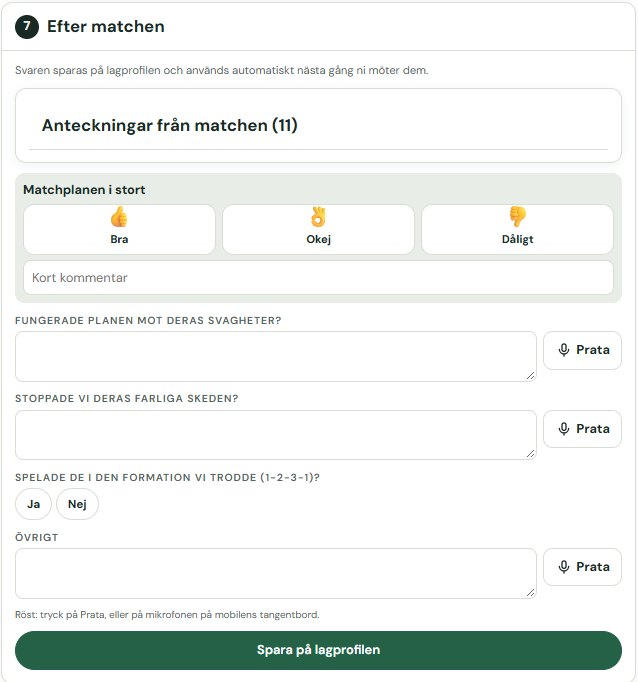 7 Efter matchen
Svaren sparas på lagprofilen och används automatiskt nästa gång ni möter dem.
Anteckningar från matchen (11)
Matchplanen i stort
Bra
Okej
Dåligt
Kort kommentar
FUNGERADE PLANEN MOT DERAS SVAGHETER?
Prata
STOPPADE VI DERAS FARLIGA SKEDEN?
Prata
SPELADE DE I DEN FORMATION VI TRODDE (1-2-3-1)?
Ja
Nej
ÖVRIGT
Prata
Röst: tryck på Prata, eller på mikrofonen på mobilens tangentbord.
Spara på lagprofilen